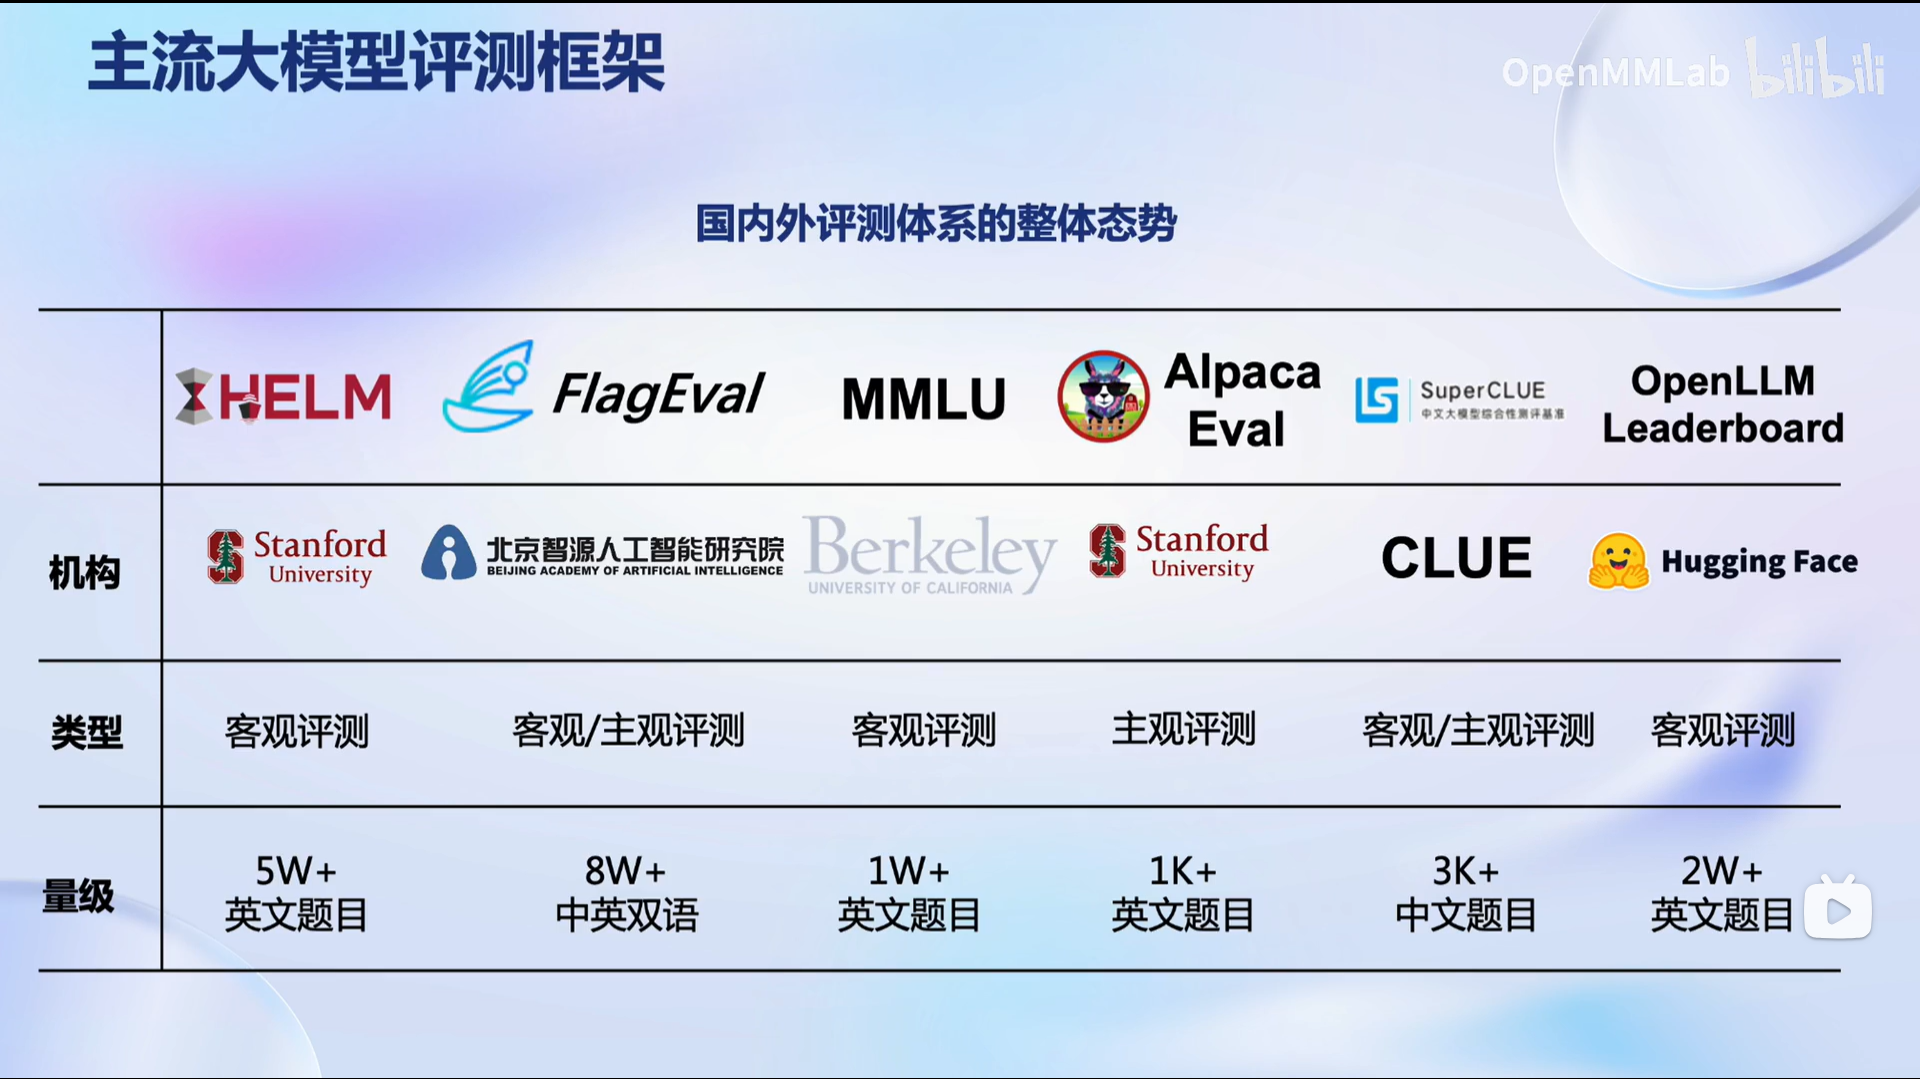 主流大模型评测框架
OpenMMLab bilibili
国内外评测体系的整体态势
HELM
FlagEval
MMLU
Alpaca
Eval
SuperCLUE
中文大模型综合性测评基准
OpenLLM
Leaderboard
机构
Stanford
University
北京智源人工智能研究院
BEIJING ACADEMY OF ARTIFICIAL INTELLIGENCE
Berkeley
UNIVERSITY OF CALIFORNIA
Stanford
University
CLUE
Hugging Face
类型
客观评测
客观/主观评测
客观评测
主观评测
客观/主观评测
客观评测
量级
5W+
英文题目
8W+
中英双语
1W+
英文题目
1K+
英文题目
3K+
中文题目
2W+
英文题目